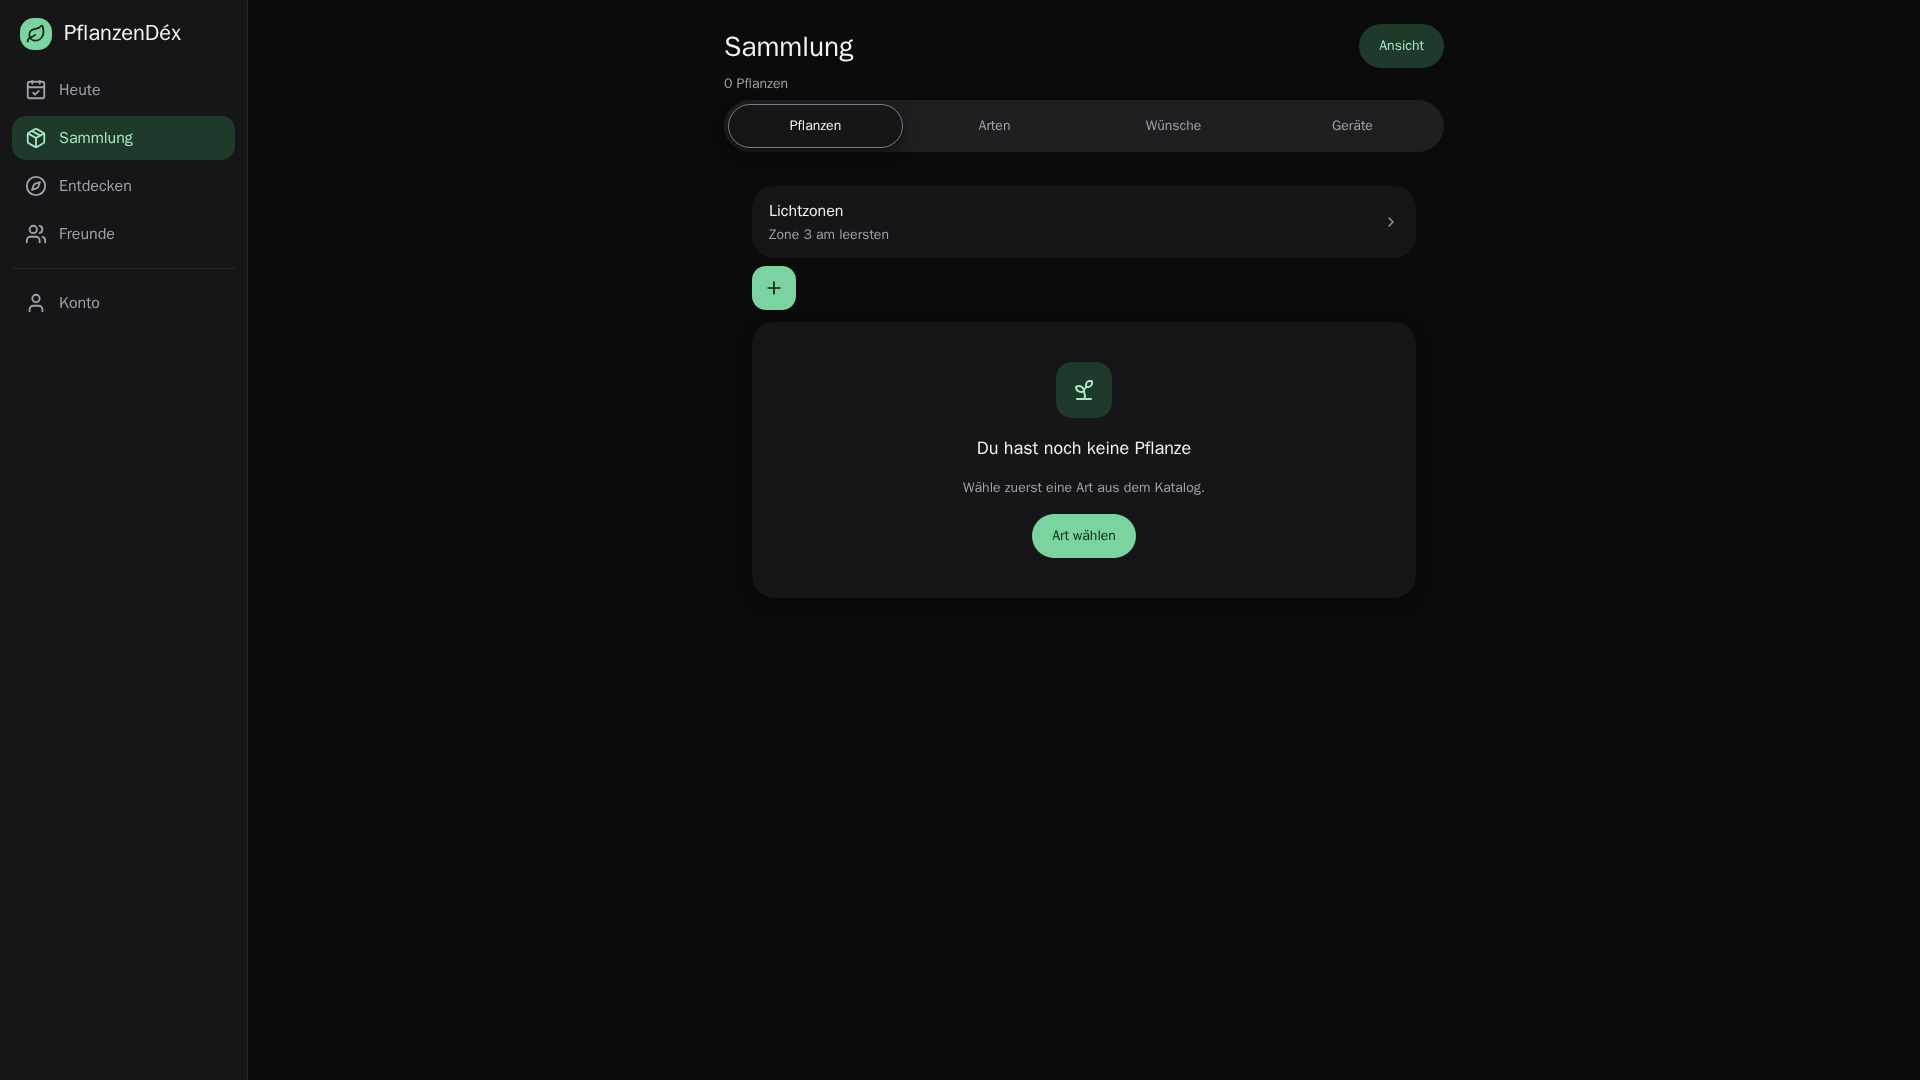 PflanzenDéx
Heute
Sammlung
Entdecken
Freunde
Konto
Sammlung
Ansicht
0 Pflanzen
Pflanzen
Arten
Wünsche
Geräte
Lichtzonen
Zone 3 am leersten
Du hast noch keine Pflanze
Wähle zuerst eine Art aus dem Katalog.
Art wählen